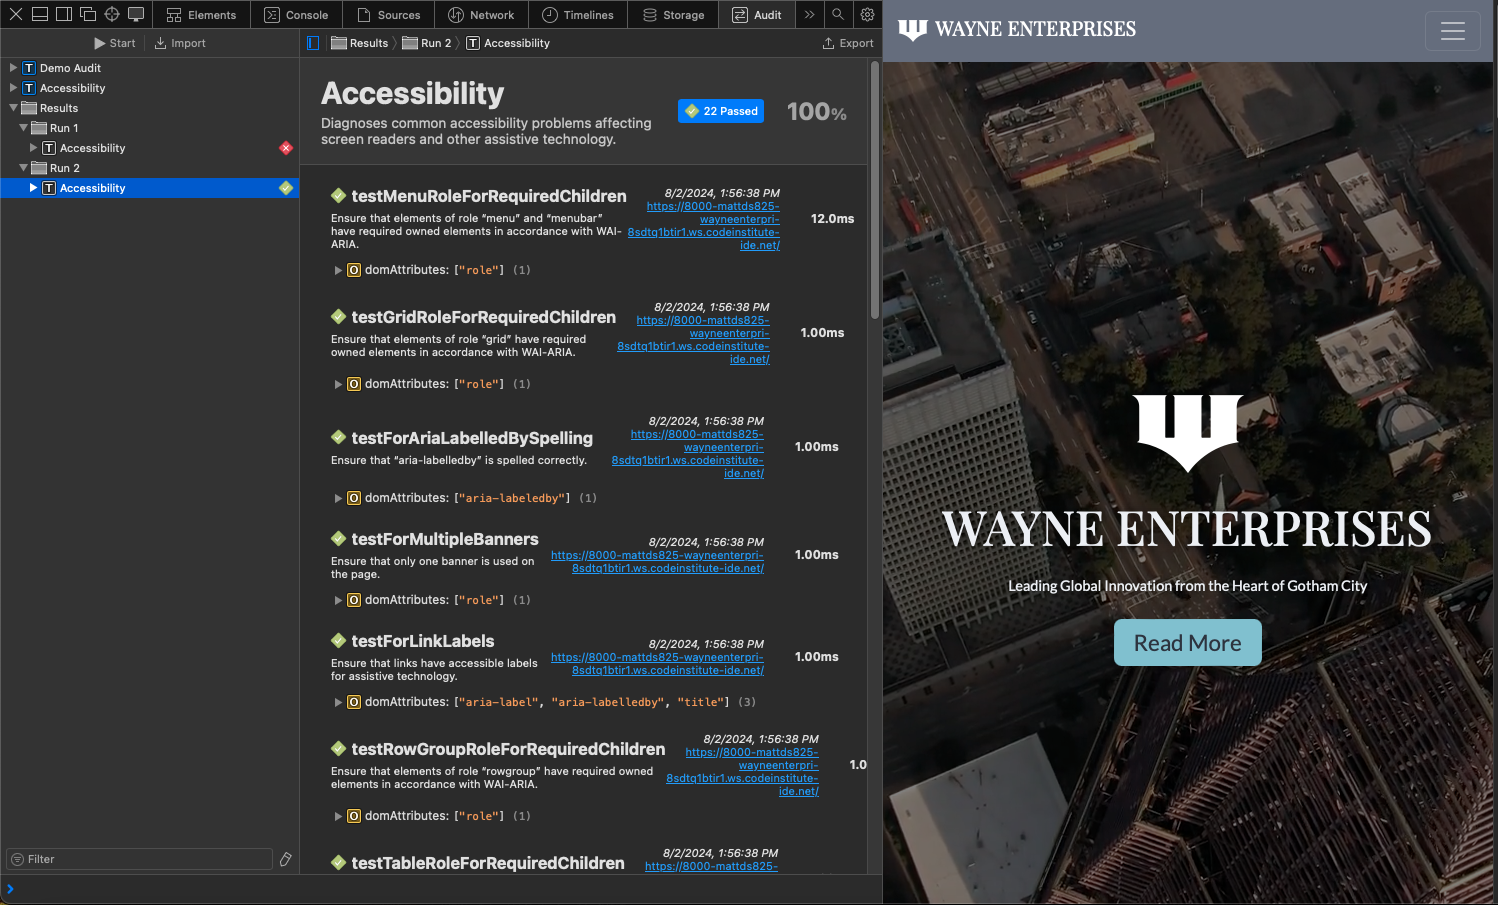 Elements
Console
Sources
Network
Timelines
Storage
Audit
Start
Import
Results
Run 2
T Accessibility
Export
T Demo Audit
T Accessibility
Results
Run 1
T Accessibility
Run 2
T Accessibility
Filter
Accessibility
Diagnoses common accessibility problems affecting
screen readers and other assistive technology.
22 Passed
100%
testMenuRoleForRequiredChildren
Ensure that elements of role “menu” and “menubar”
have required owned elements in accordance with WAI-
ARIA.
8/2/2024, 1:56:38 PM
https://8000-mattds825-
wayneenterpri-
8sdtq1btir1.ws.codeinstitute-
ide.net/
12.0ms
O domAttributes: ["role"] (1)
testGridRoleForRequiredChildren
Ensure that elements of role “grid” have required
owned elements in accordance with WAI-ARIA.
8/2/2024, 1:56:38 PM
https://8000-mattds825-
wayneenterpri-
8sdtq1btir1.ws.codeinstitute-
ide.net/
1.00ms
O domAttributes: ["role"] (1)
testForAriaLabelledBySpelling
Ensure that “aria-labelledby” is spelled correctly.
8/2/2024, 1:56:38 PM
https://8000-mattds825-
wayneenterpri-
8sdtq1btir1.ws.codeinstitute-
ide.net/
1.00ms
O domAttributes: ["aria-labeledby"] (1)
testForMultipleBanners
Ensure that only one banner is used on
the page.
8/2/2024, 1:56:38 PM
https://8000-mattds825-wayneenterpri-
8sdtq1btir1.ws.codeinstitute-ide.net/
1.00ms
O domAttributes: ["role"] (1)
testForLinkLabels
Ensure that links have accessible labels
for assistive technology.
8/2/2024, 1:56:38 PM
https://8000-mattds825-wayneenterpri-
8sdtq1btir1.ws.codeinstitute-ide.net/
1.00ms
O domAttributes: ["aria-label", "aria-labelledby", "title"] (3)
testRowGroupRoleForRequiredChildren
Ensure that elements of role “rowgroup” have required owned
elements in accordance with WAI-ARIA.
8/2/2024, 1:56:38 PM
https://8000-mattds825-
wayneenterpri-
8sdtq1btir1.ws.codeinstitute-
ide.net/
1.0
O domAttributes: ["role"] (1)
testTableRoleForRequiredChildren
8/2/2024, 1:56:38 PM
https://8000-mattds825-
WAYNE ENTERPRISES
WAYNE ENTERPRISES
Leading Global Innovation from the Heart of Gotham City
Read More